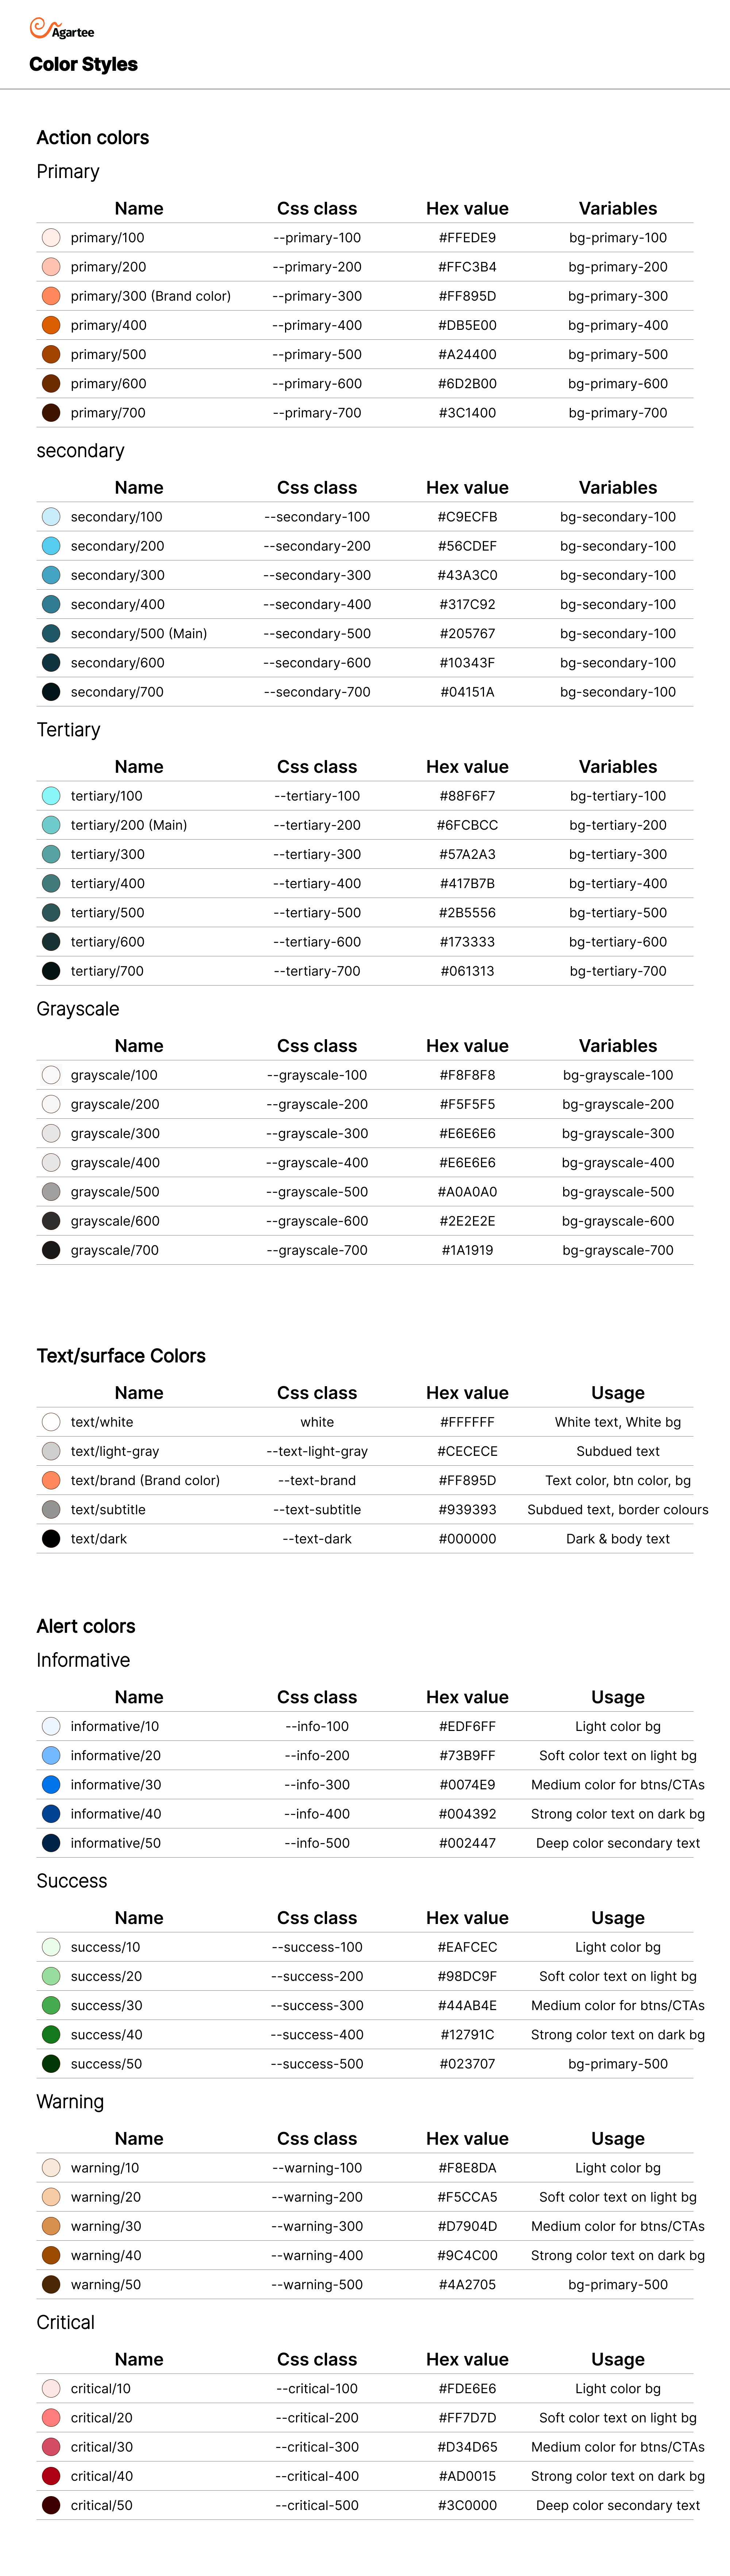 Agartee
Color Styles
Action colors
Primary
Name Css class Hex value Variables
primary/100 --primary-100 #FFEDE9 bg-primary-100
primary/200 --primary-200 #FFC3B4 bg-primary-200
primary/300 (Brand color) --primary-300 #FF895D bg-primary-300
primary/400 --primary-400 #DB5E00 bg-primary-400
primary/500 --primary-500 #A24400 bg-primary-500
primary/600 --primary-600 #6D2B00 bg-primary-600
primary/700 --primary-700 #3C1400 bg-primary-700
secondary
Name Css class Hex value Variables
secondary/100 --secondary-100 #C9ECFB bg-secondary-100
secondary/200 --secondary-200 #56CDEF bg-secondary-100
secondary/300 --secondary-300 #43A3C0 bg-secondary-100
secondary/400 --secondary-400 #317C92 bg-secondary-100
secondary/500 (Main) --secondary-500 #205767 bg-secondary-100
secondary/600 --secondary-600 #10343F bg-secondary-100
secondary/700 --secondary-700 #04151A bg-secondary-100
Tertiary
Name Css class Hex value Variables
tertiary/100 --tertiary-100 #88F6F7 bg-tertiary-100
tertiary/200 (Main) --tertiary-200 #6FCBCC bg-tertiary-200
tertiary/300 --tertiary-300 #57A2A3 bg-tertiary-300
tertiary/400 --tertiary-400 #417B7B bg-tertiary-400
tertiary/500 --tertiary-500 #2B5556 bg-tertiary-500
tertiary/600 --tertiary-600 #173333 bg-tertiary-600
tertiary/700 --tertiary-700 #061313 bg-tertiary-700
Grayscale
Name Css class Hex value Variables
grayscale/100 --grayscale-100 #F8F8F8 bg-grayscale-100
grayscale/200 --grayscale-200 #F5F5F5 bg-grayscale-200
grayscale/300 --grayscale-300 #E6E6E6 bg-grayscale-300
grayscale/400 --grayscale-400 #E6E6E6 bg-grayscale-400
grayscale/500 --grayscale-500 #A0A0A0 bg-grayscale-500
grayscale/600 --grayscale-600 #2E2E2E bg-grayscale-600
grayscale/700 --grayscale-700 #1A1919 bg-grayscale-700
Text/surface Colors
Name Css class Hex value Usage
text/white white #FFFFFF White text, White bg
text/light-gray --text-light-gray #CECECE Subdued text
text/brand (Brand color) --text-brand #FF895D Text color, btn color, bg
text/subtitle --text-subtitle #939393 Subdued text, border colours
text/dark --text-dark #000000 Dark & body text
Alert colors
Informative
Name Css class Hex value Usage
informative/10 --info-100 #EDF6FF Light color bg
informative/20 --info-200 #73B9FF Soft color text on light bg
informative/30 --info-300 #0074E9 Medium color for btns/CTAs
informative/40 --info-400 #004392 Strong color text on dark bg
informative/50 --info-500 #002447 Deep color secondary text
Success
Name Css class Hex value Usage
success/10 --success-100 #EAFCEC Light color bg
success/20 --success-200 #98DC9F Soft color text on light bg
success/30 --success-300 #44AB4E Medium color for btns/CTAs
success/40 --success-400 #12791C Strong color text on dark bg
success/50 --success-500 #023707 bg-primary-500
Warning
Name Css class Hex value Usage
warning/10 --warning-100 #F8E8DA Light color bg
warning/20 --warning-200 #F5CCA5 Soft color text on light bg
warning/30 --warning-300 #D7904D Medium color for btns/CTAs
warning/40 --warning-400 #9C4C00 Strong color text on dark bg
warning/50 --warning-500 #4A2705 bg-primary-500
Critical
Name Css class Hex value Usage
critical/10 --critical-100 #FDE6E6 Light color bg
critical/20 --critical-200 #FF7D7D Soft color text on light bg
critical/30 --critical-300 #D34D65 Medium color for btns/CTAs
critical/40 --critical-400 #AD0015 Strong color text on dark bg
critical/50 --critical-500 #3C0000 Deep color secondary text